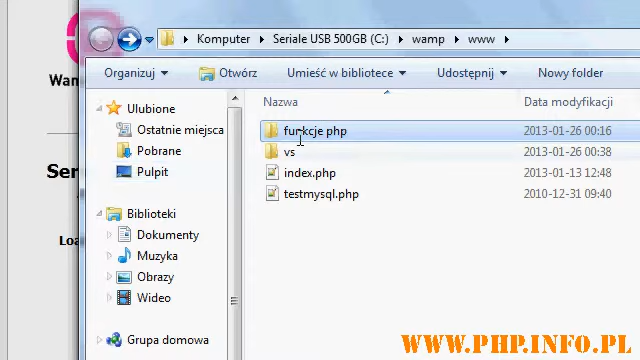 Komputer Seriale USB 500GB (C:) wamp www
Organizuj Otwórz Umieść w bibliotece Udostępnij Nowy folder
Nazwa Data modyfikacji
Ulubione
Ostatnie miejsca
Pobrane
Pulpit
Biblioteki
Dokumenty
Muzyka
Obrazy
Wideo
Grupa domowa
funkcje php 2013-01-26 00:16
vs 2013-01-26 00:38
index.php 2013-01-13 12:48
testmysql.php 2010-12-31 09:40
Wam
Ser
Loa
WWW.PHP.INFO.PL